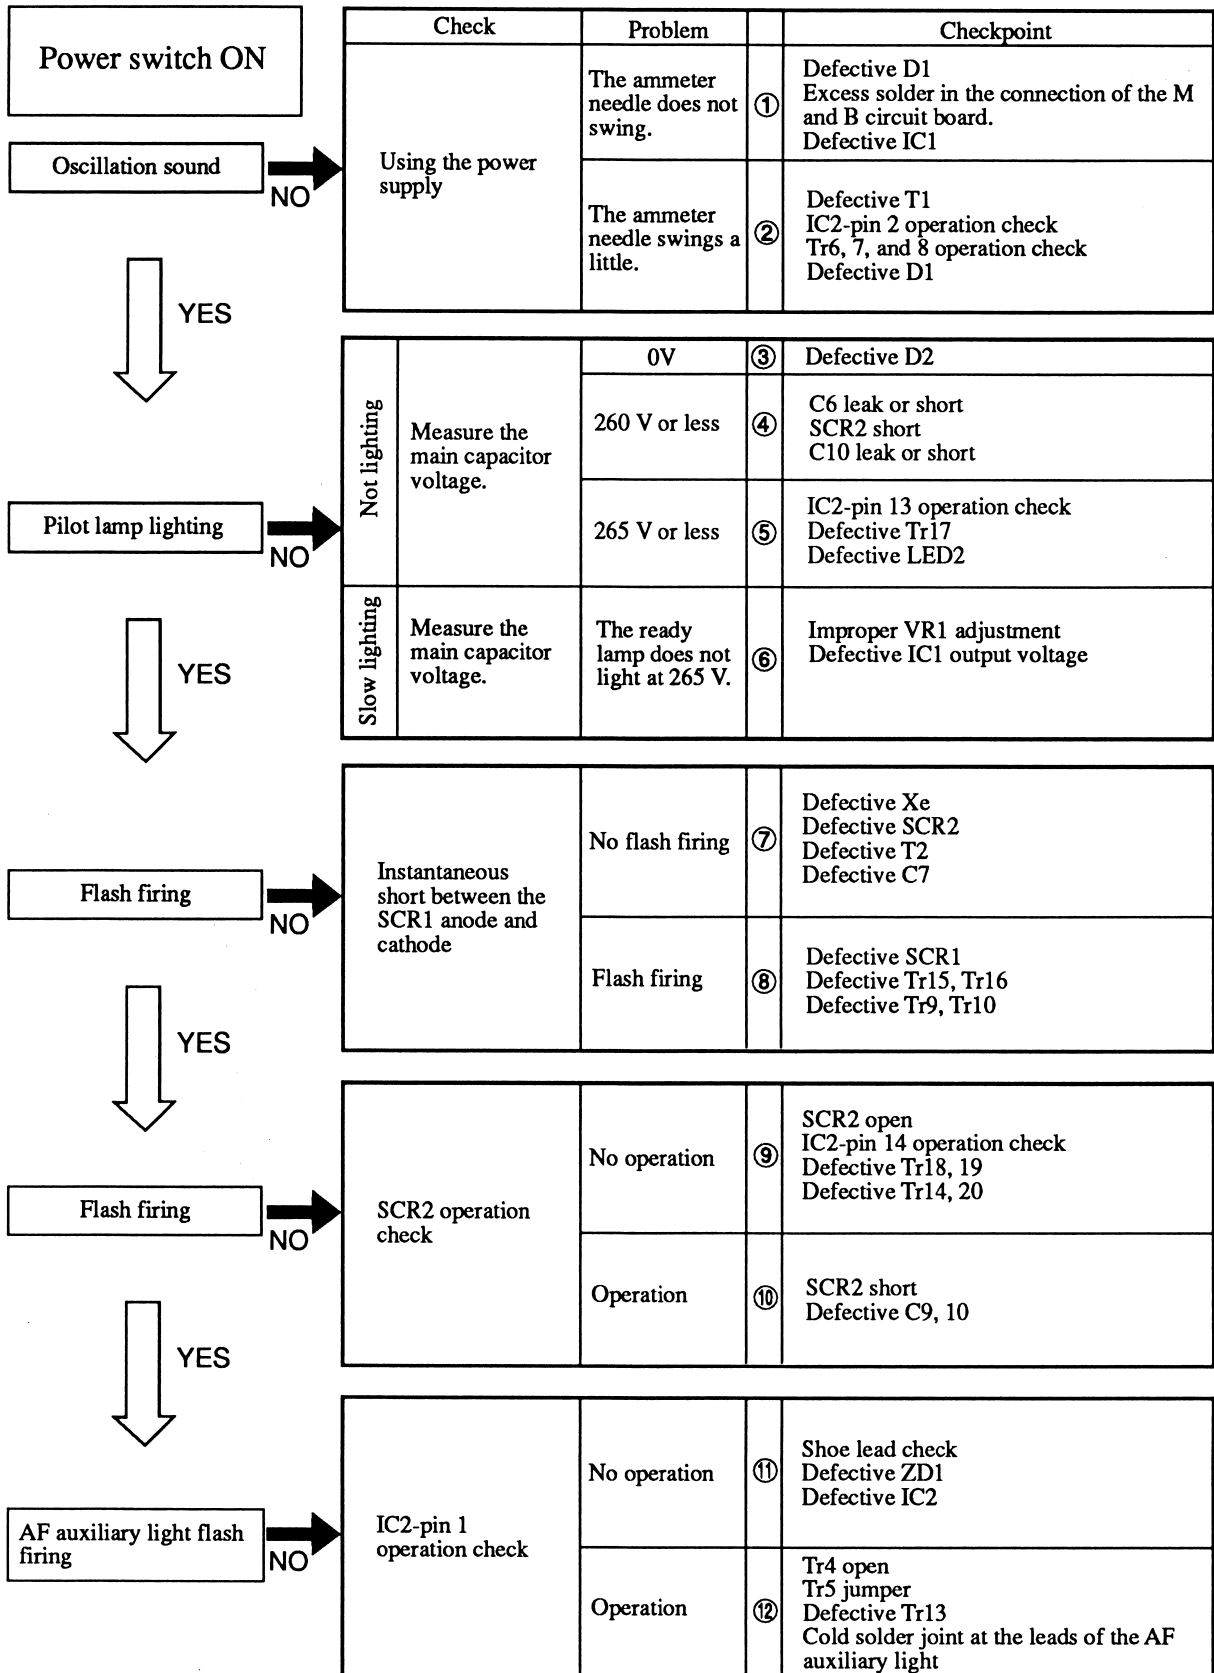 Power switch ON
Check
Problem
Checkpoint
Oscillation sound
NO
YES
Using the power
supply
The ammeter
needle does not
swing.
①
Defective D1
Excess solder in the connection of the M
and B circuit board.
Defective IC1
The ammeter
needle swings a
little.
②
Defective T1
IC2-pin 2 operation check
Tr6, 7, and 8 operation check
Defective D1
Pilot lamp lighting
NO
YES
Not lighting
Measure the
main capacitor
voltage.
0V
③
Defective D2
260 V or less
④
C6 leak or short
SCR2 short
C10 leak or short
265 V or less
⑤
IC2-pin 13 operation check
Defective Tr17
Defective LED2
Slow lighting
Measure the
main capacitor
voltage.
The ready
lamp does not
light at 265 V.
⑥
Improper VR1 adjustment
Defective IC1 output voltage
Flash firing
NO
YES
Instantaneous
short between the
SCR1 anode and
cathode
No flash firing
⑦
Defective Xe
Defective SCR2
Defective T2
Defective C7
Flash firing
⑧
Defective SCR1
Defective Tr15, Tr16
Defective Tr9, Tr10
Flash firing
NO
YES
SCR2 operation
check
No operation
⑨
SCR2 open
IC2-pin 14 operation check
Defective Tr18, 19
Defective Tr14, 20
Operation
⑩
SCR2 short
Defective C9, 10
AF auxiliary light flash
firing
NO
IC2-pin 1
operation check
No operation
⑪
Shoe lead check
Defective ZD1
Defective IC2
Operation
⑫
Tr4 open
Tr5 jumper
Defective Tr13
Cold solder joint at the leads of the AF
auxiliary light